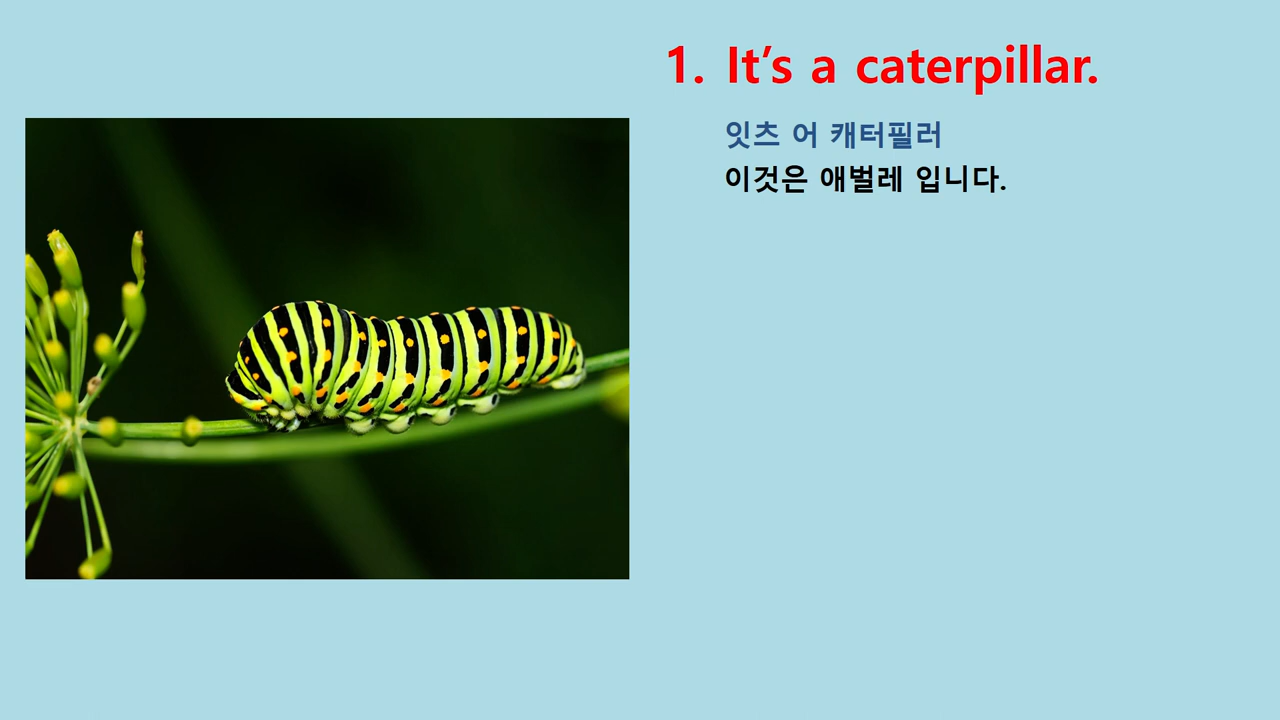 1. It’s a caterpillar.
잇츠 어 캐터필러
이것은 애벌레 입니다.